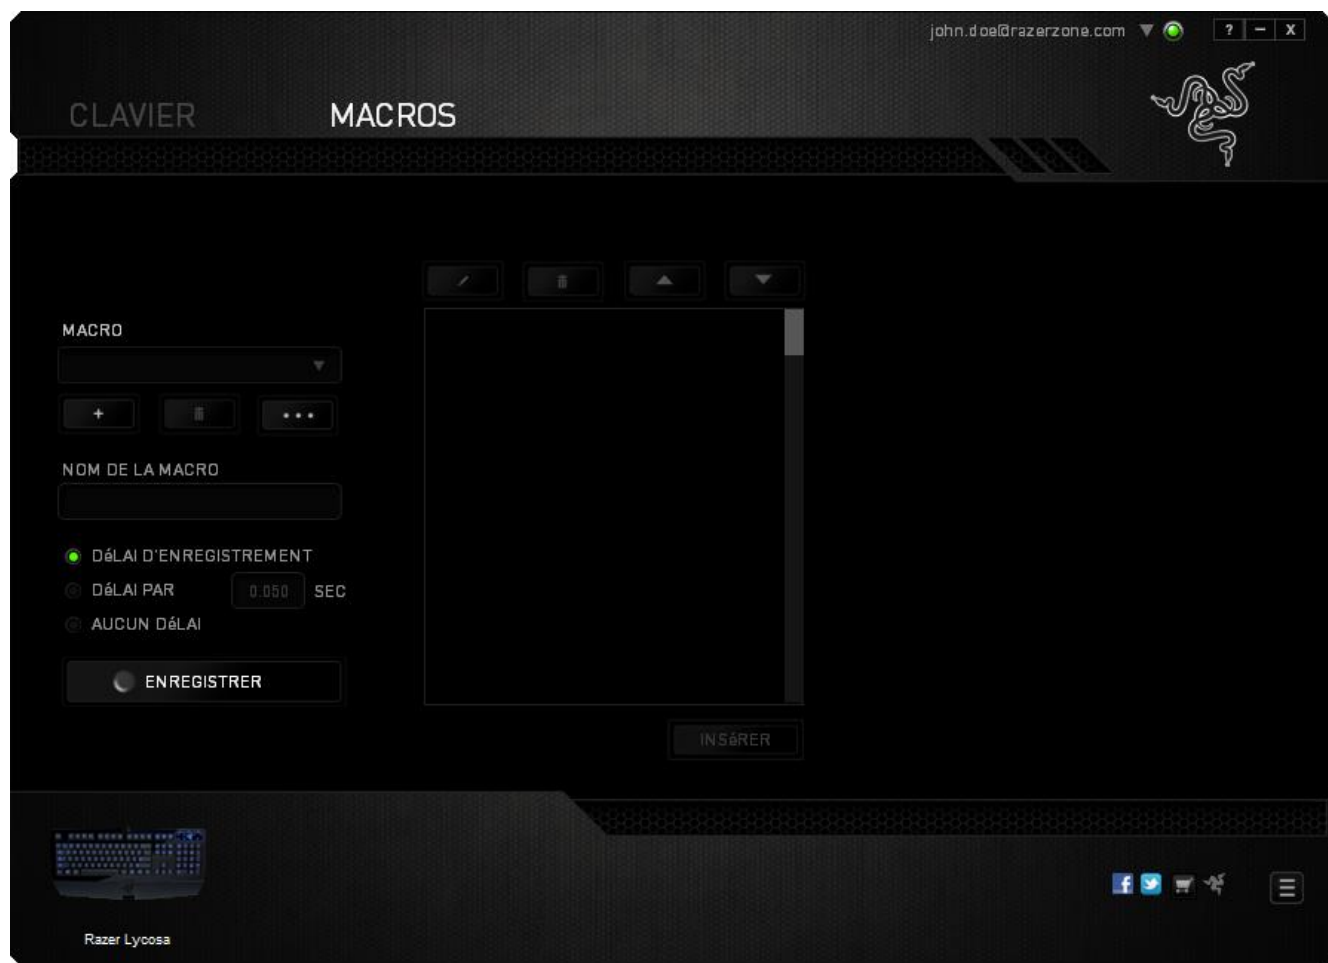 john.doe@razerzone.com
? – X
CLAVIER
MACROS
MACRO
NOM DE LA MACRO
DéLAI D'ENREGISTREMENT
DéLAI PAR 0.050 SEC
AUCUN DéLAI
ENREGISTRER
INSéRER
Razer Lycosa